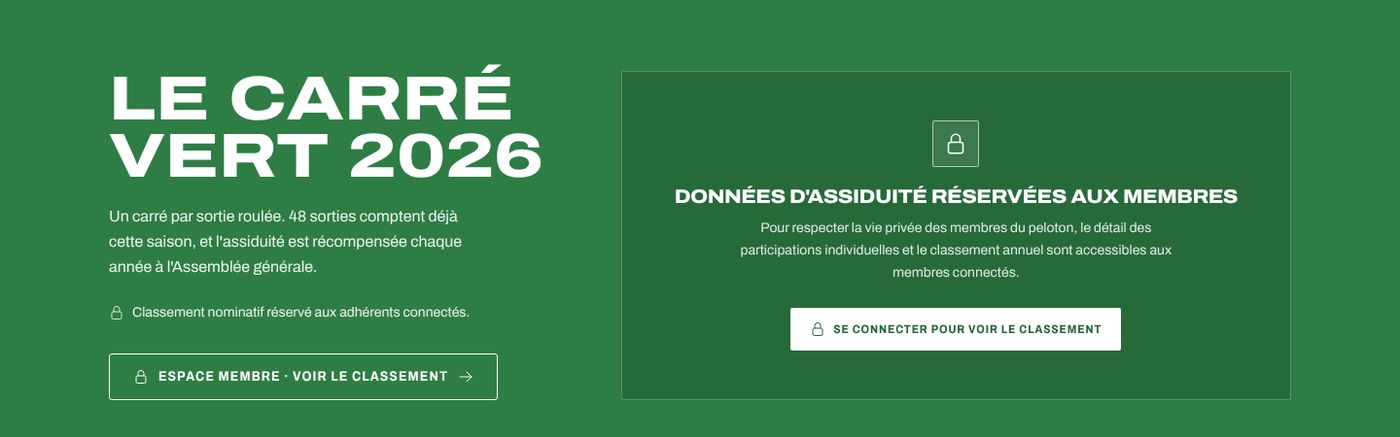 LE CARRÉ
VERT 2026
Un carré par sortie roulée. 48 sorties comptent déjà
cette saison, et l'assiduité est récompensée chaque
année à l'Assemblée générale.
Classement nominatif réservé aux adhérents connectés.
ESPACE MEMBRE · VOIR LE CLASSEMENT →
DONNÉES D'ASSIDUITÉ RÉSERVÉES AUX MEMBRES
Pour respecter la vie privée des membres du peloton, le détail des
participations individuelles et le classement annuel sont accessibles aux
membres connectés.
SE CONNECTER POUR VOIR LE CLASSEMENT